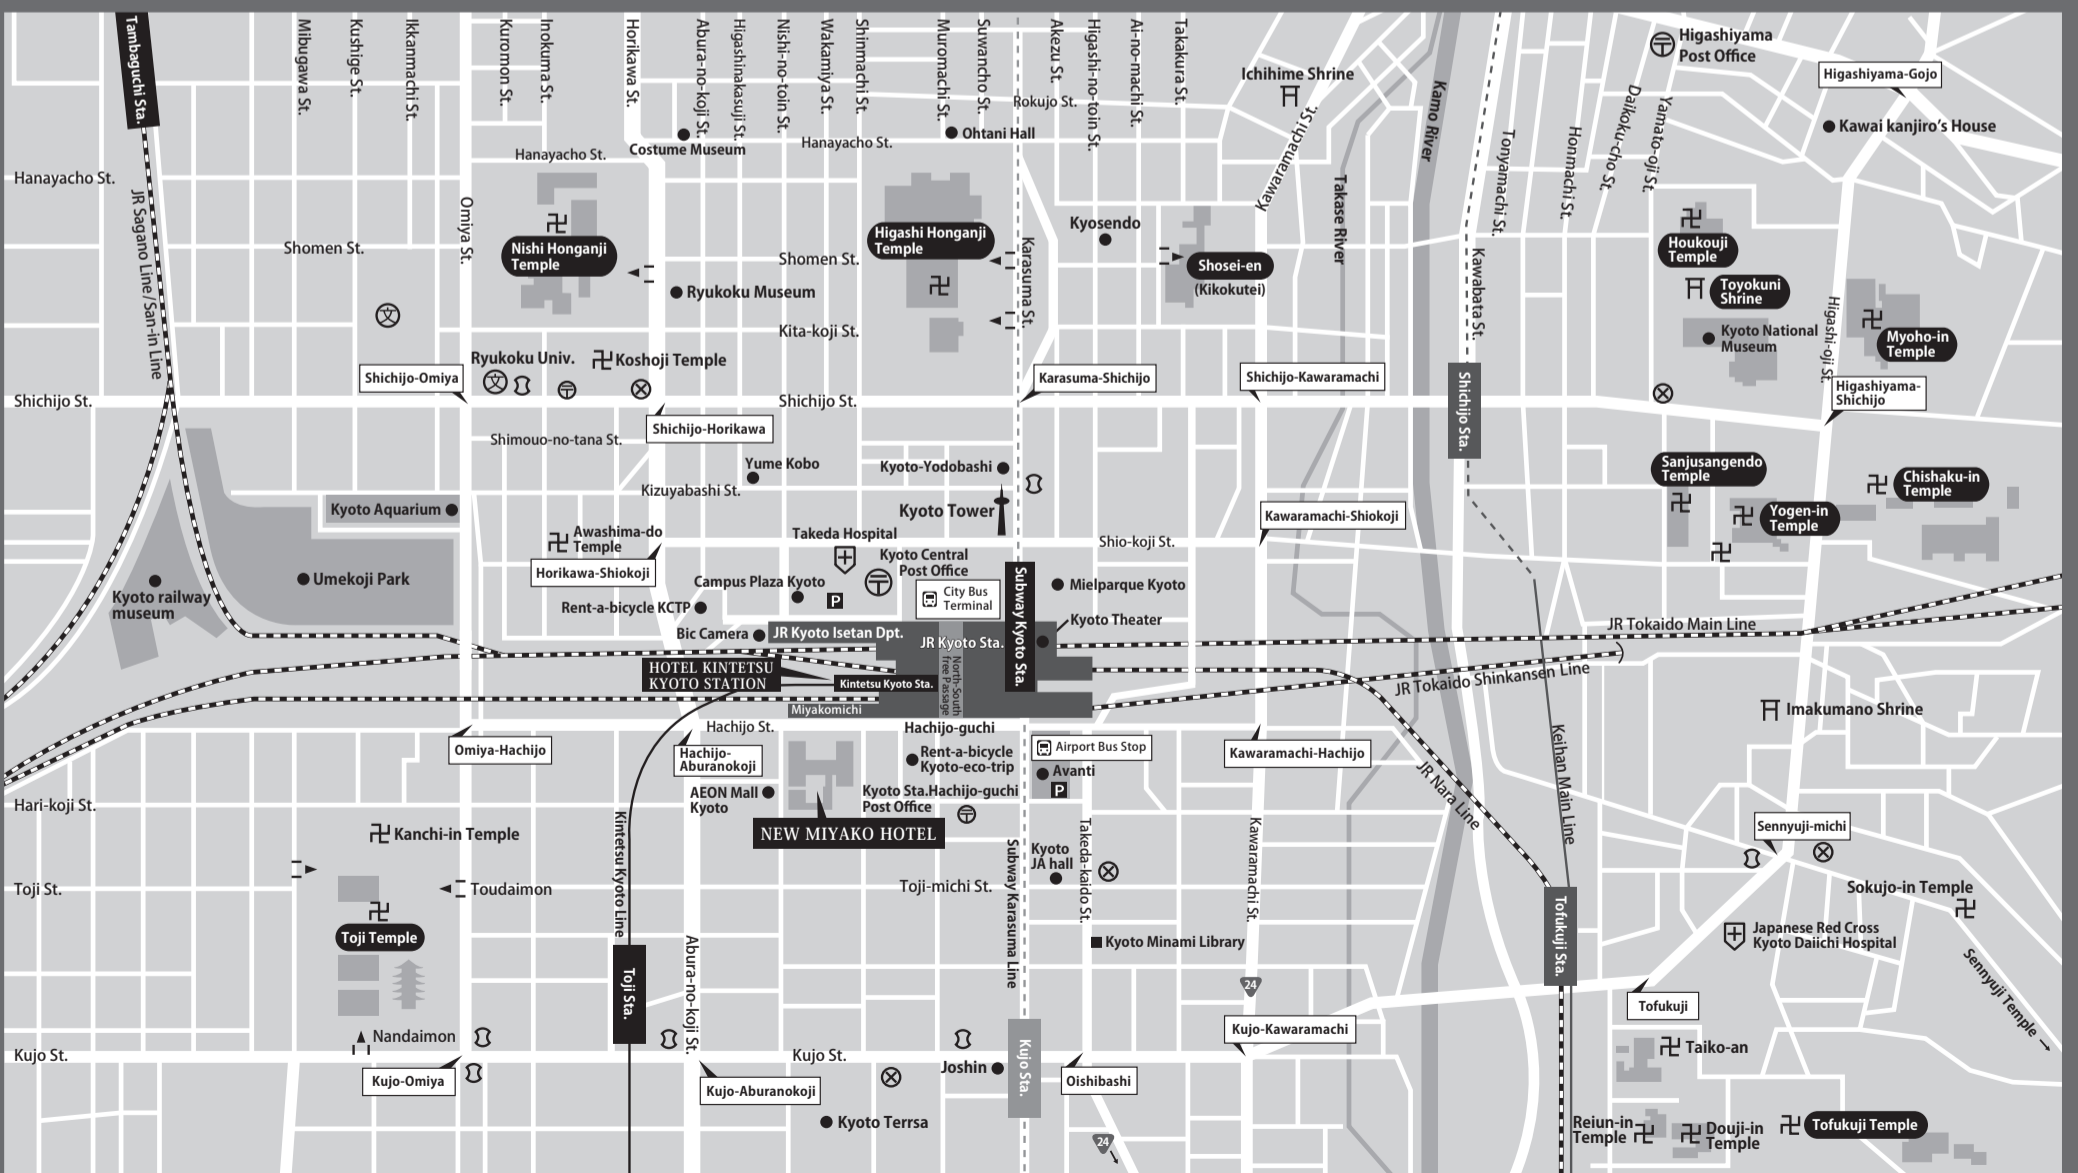 Tambaguchi Sta.
Mibugawa St.
Kushige St.
Ikkanmachi St.
Kuromon St.
Inokuma St.
Horikawa St.
Abura-no-koji St.
Higashinakasuji St.
Nishi-no-toin St.
Wakamiya St.
Shinmachi St.
Muromachi St.
Suwancho St.
Akezu St.
Higashi-no-toin St.
Ai-no-machi St.
Takakura St.
Rokujo St.
Ichihime Shrine
Kawaramachi St.
Kamo River
Takase River
Tonyamachi St.
Honmachi St.
Daikoku-cho St.
Yamato-oji St.
Higashiyama
Post Office
Higashiyama-Gojo
Kawai kanjiro's House
Costume Museum
Hanayacho St.
Ohtani Hall
Hanayacho St.
Hanayacho St.
JR Sagano Line/San-in Line
Omiya St.
Shomen St.
Nishi Honganji
Temple
Ryukoku Museum
Higashi Honganji
Temple
Shomen St.
Kita-koji St.
Karasuma St.
Kyosendo
Shosei-en
(Kikokutei)
Kawabata St.
Houkouji
Temple
Toyokuni
Shrine
Kyoto National
Museum
Higashi-oji St.
Myoho-in
Temple
Ryukoku Univ.
文
文
Koshoji Temple
Shichijo-Omiya
Karasuma-Shichijo
Shichijo-Kawaramachi
Shichijo Sta.
Higashiyama-
Shichijo
Shichijo St.
Shichijo St.
Shichijo-Horikawa
Shimouo-no-tana St.
Yume Kobo
Kizuyabashi St.
Kyoto-Yodobashi
Kyoto Tower
Kyoto Aquarium
Awashima-do
Temple
Horikawa-Shiokoji
Takeda Hospital
Kyoto Central
Post Office
Campus Plaza Kyoto
P
Rent-a-bicycle KCTP
City Bus
Terminal
Shio-koji St.
Kawaramachi-Shiokoji
Sanjusangendo
Temple
Yogen-in
Temple
Chishaku-in
Temple
Umekoji Park
Kyoto railway
museum
Mielparque Kyoto
Kyoto Theater
Subway Kyoto Sta.
Bic Camera
JR Kyoto Isetan Dpt.
JR Kyoto Sta.
North-South
free Passage
HOTEL KINTETSU
KYOTO STATION
Kintetsu Kyoto Sta.
Miyakomichi
JR Tokaido Main Line
JR Tokaido Shinkansen Line
Imakumano Shrine
Hachijo St.
Hachijo-guchi
Omiya-Hachijo
Hachijo-
Aburanokoji
Rent-a-bicycle
Kyoto-eco-trip
Airport Bus Stop
Avanti
P
Kawaramachi-Hachijo
JR Nara Line
Keihan Main Line
Hari-koji St.
AEON Mall
Kyoto
Kyoto Sta.Hachijo-guchi
Post Office
NEW MIYAKO HOTEL
Kanchi-in Temple
Kintetsu Kyoto Line
Subway Karasuma Line
Kyoto
JA hall
Takeda-kaido St.
Kawaramachi St.
Sennyuji-michi
Sokujo-in Temple
Toji St.
Toudaimon
Toji-michi St.
Toji Temple
Toji Sta.
Abura-no-koji St.
Kyoto Minami Library
24
Tofukuji Sta.
Japanese Red Cross
Kyoto Daiichi Hospital
Sennyuji Temple
Tofukuji
Nandaimon
Kujo St.
Kujo St.
Kujo-Omiya
Kujo-Aburanokoji
Joshin
Kujo Sta.
Oishibashi
Kujo-Kawaramachi
Taiko-an
Kyoto Terrsa
24
Reiun-in
Temple
Douji-in
Temple
Tofukuji Temple